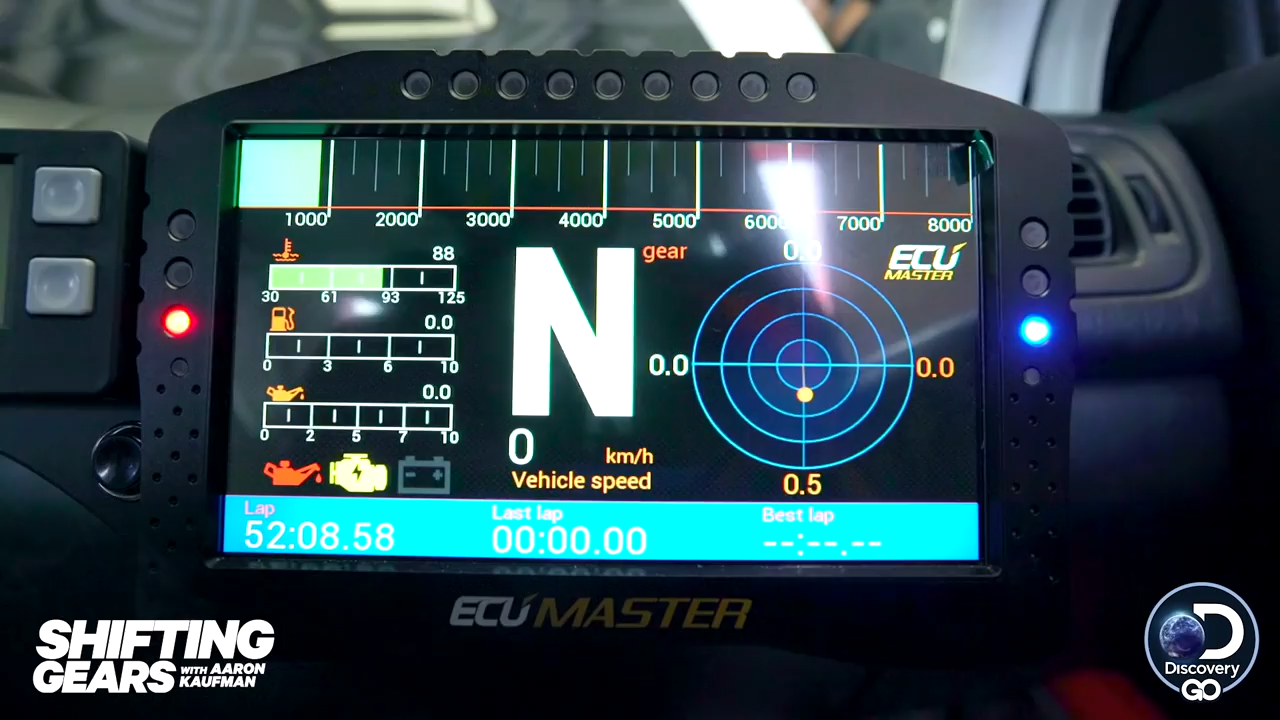 1000 2000 3000 4000 5000 6000 7000 8000
88
30 61 93 125
0.0
0 3 6 10
0.0
0 2 5 7 10
N
gear
0
km/h
Vehicle speed
0.0
0.0
0.0
0.5
ECU
MASTER
Lap
52:08.58
Last lap
00:00.00
Best lap
--:--.--
ECUMASTER
SHIFTING
GEARS WITH AARON
KAUFMAN
D
Discovery
GO